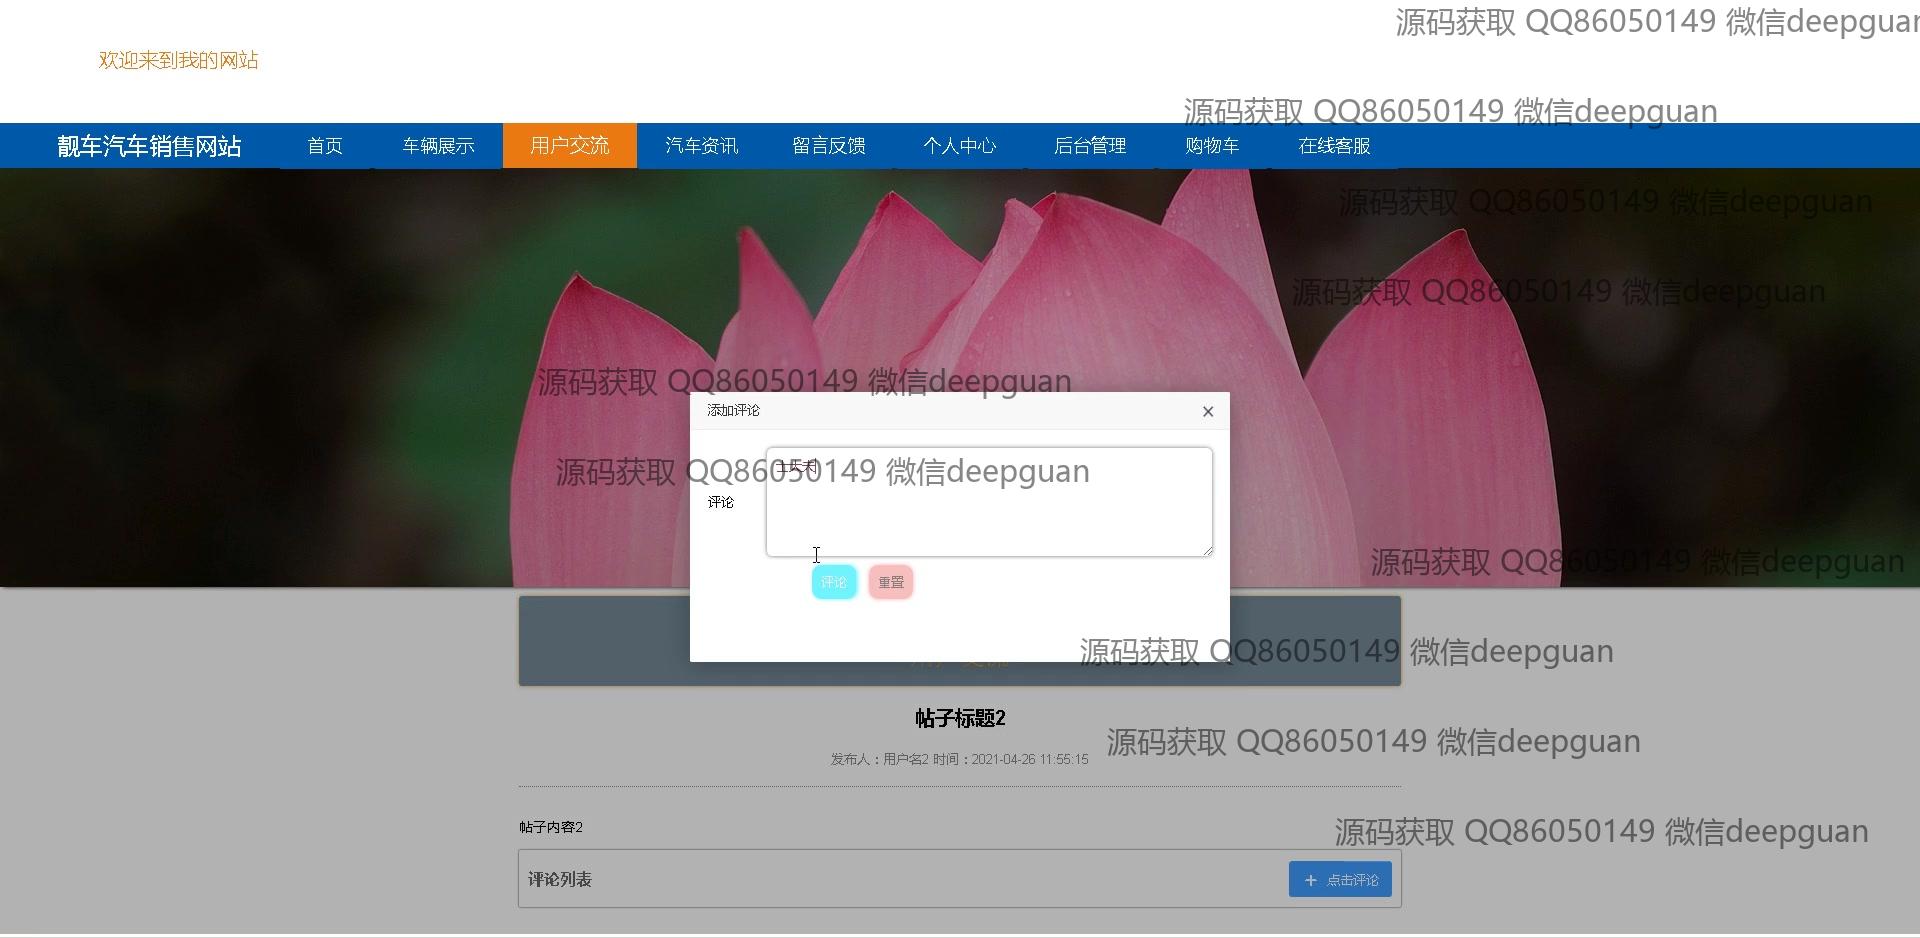 源码获取 QQ86050149 微信deepguan
欢迎来到我的网站
源码获取 QQ86050149 微信deepguan
靓车汽车销售网站 首页 车辆展示 用户交流 汽车资讯 留言反馈 个人中心 后台管理 购物车 在线客服
源码获取 QQ86050149 微信deepguan
源码获取 QQ86050149 微信deepguan
源码获取 QQ86050149 微信deepguan
添加评论
源码获取 QQ86050149 微信deepguan
评论
源码获取 QQ86050149 微信deepguan
评论 重置
源码获取 QQ86050149 微信deepguan
帖子标题2
源码获取 QQ86050149 微信deepguan
发布人：用户名2 时间：2021-04-26 11:55:15
帖子内容2
源码获取 QQ86050149 微信deepguan
评论列表 点击评论